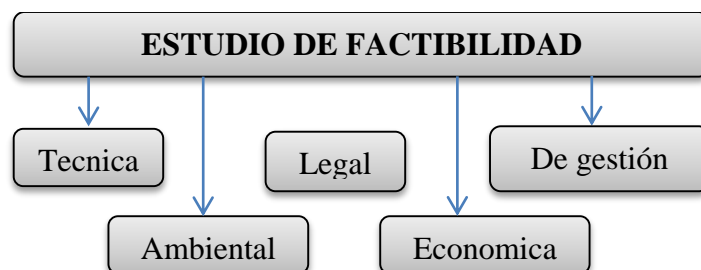 ESTUDIO DE FACTIBILIDAD
Tecnica
Legal
De gestión
Ambiental
Economica